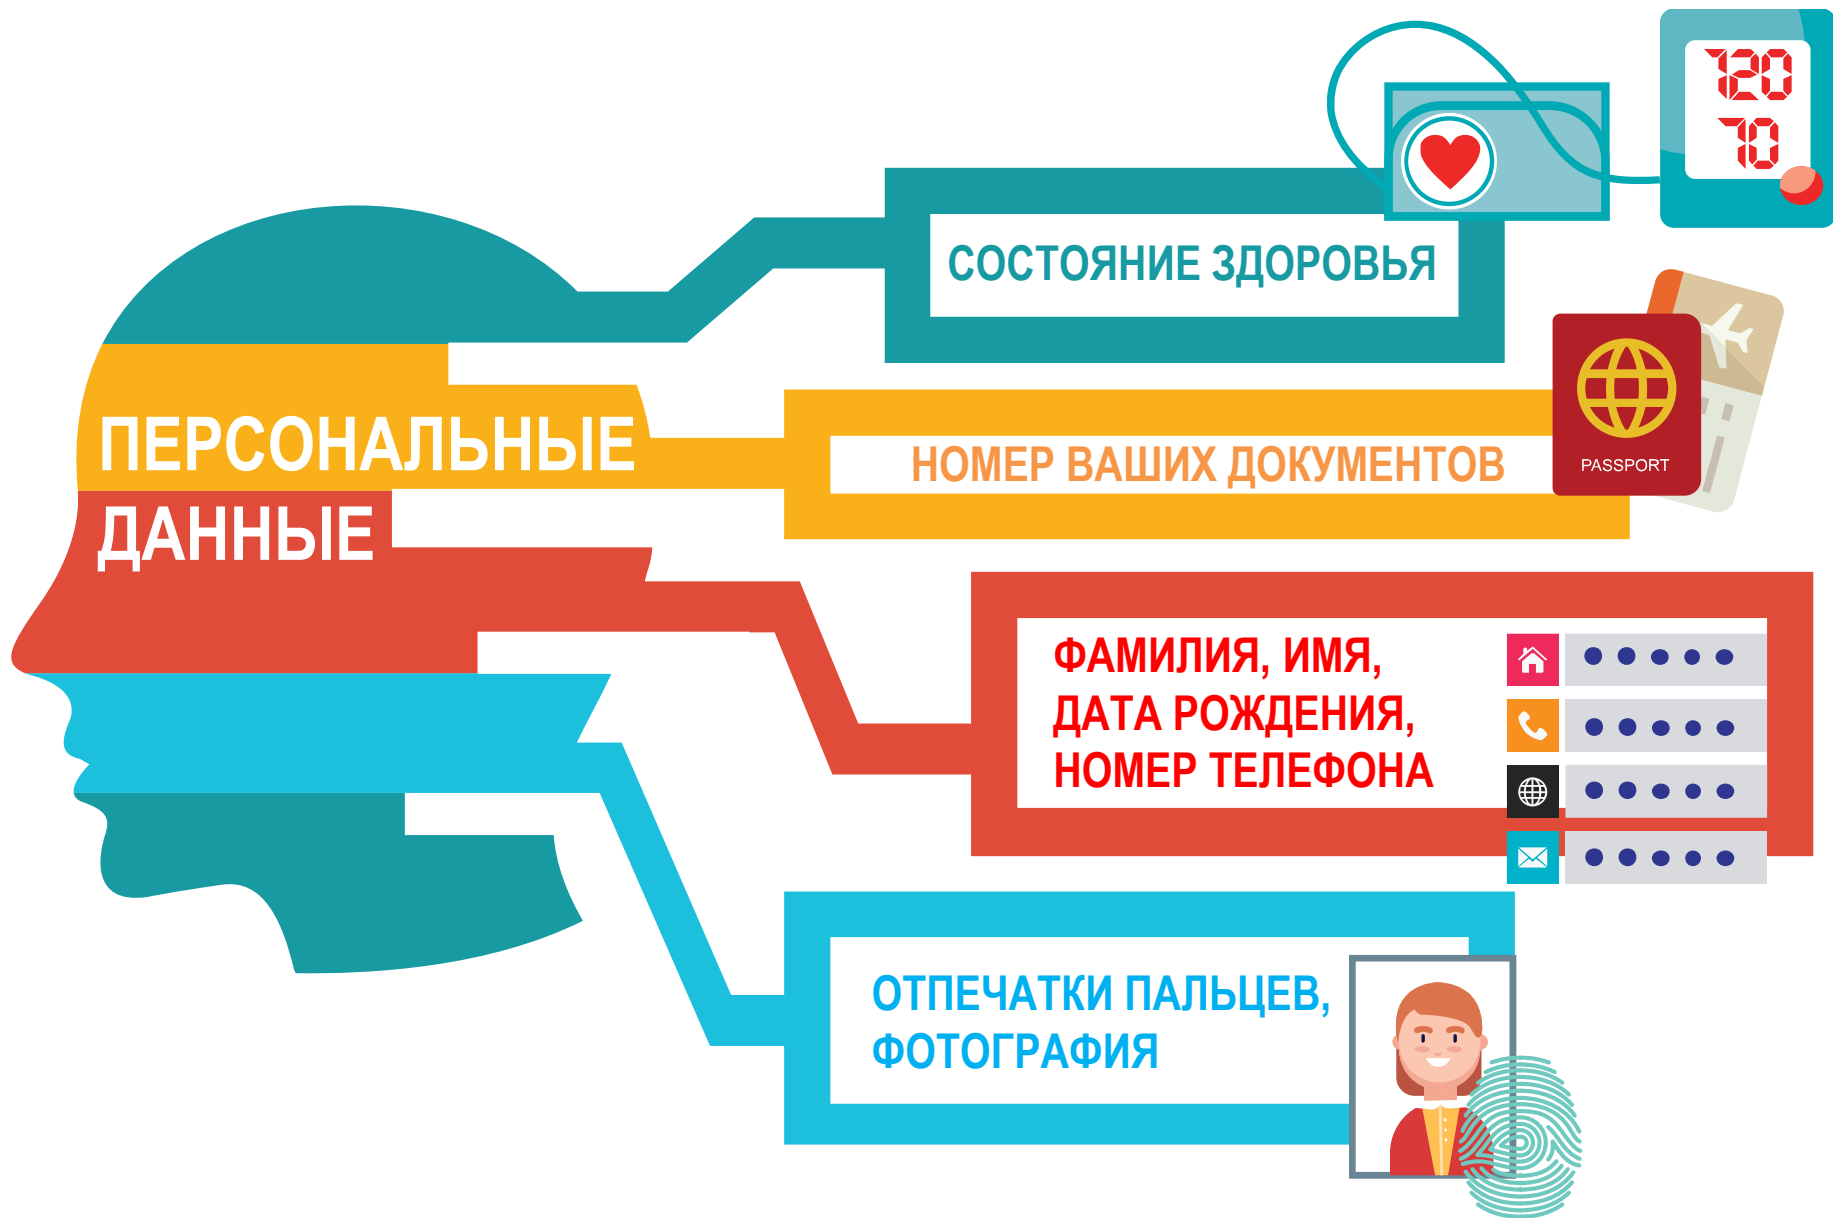 ПЕРСОНАЛЬНЫЕ
ДАННЫЕ
120
70
СОСТОЯНИЕ ЗДОРОВЬЯ
НОМЕР ВАШИХ ДОКУМЕНТОВ
PASSPORT
ФАМИЛИЯ, ИМЯ,
ДАТА РОЖДЕНИЯ,
НОМЕР ТЕЛЕФОНА
ОТПЕЧАТКИ ПАЛЬЦЕВ,
ФОТОГРАФИЯ